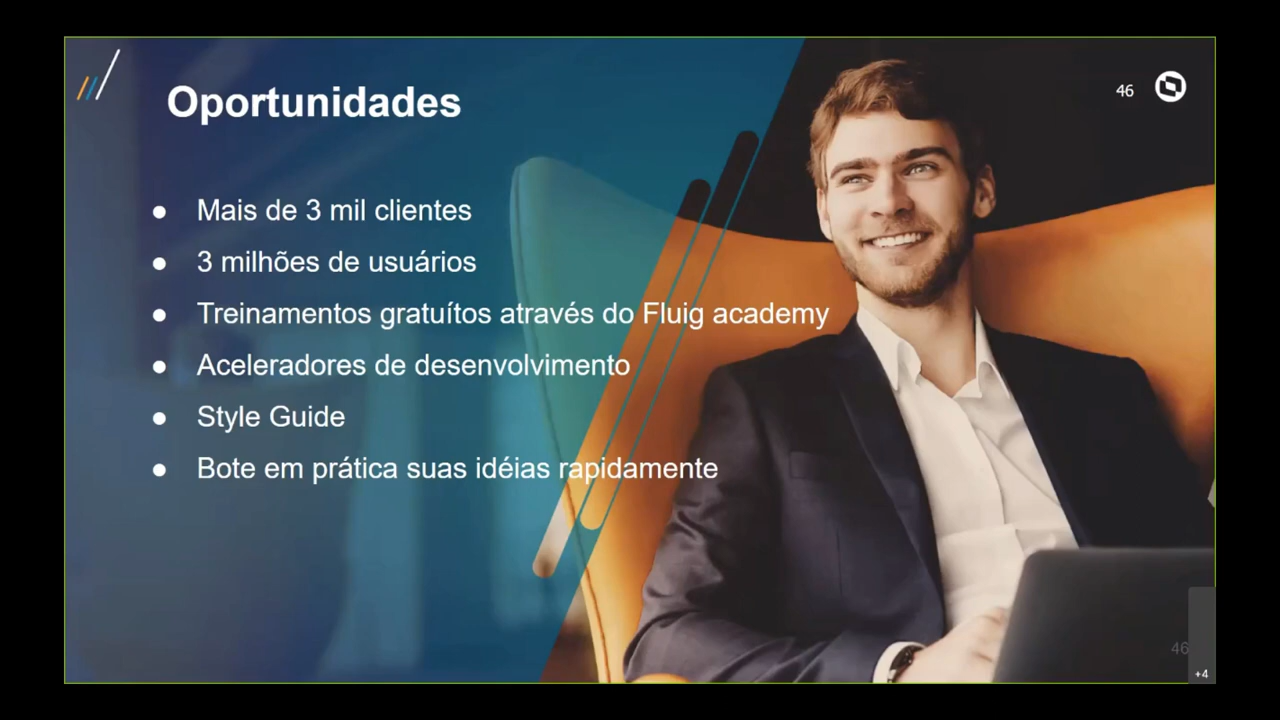 Oportunidades
46
● Mais de 3 mil clientes
● 3 milhões de usuários
● Treinamentos gratuítos através do Fluig academy
● Aceleradores de desenvolvimento
● Style Guide
● Bote em prática suas idéias rapidamente
46
+4